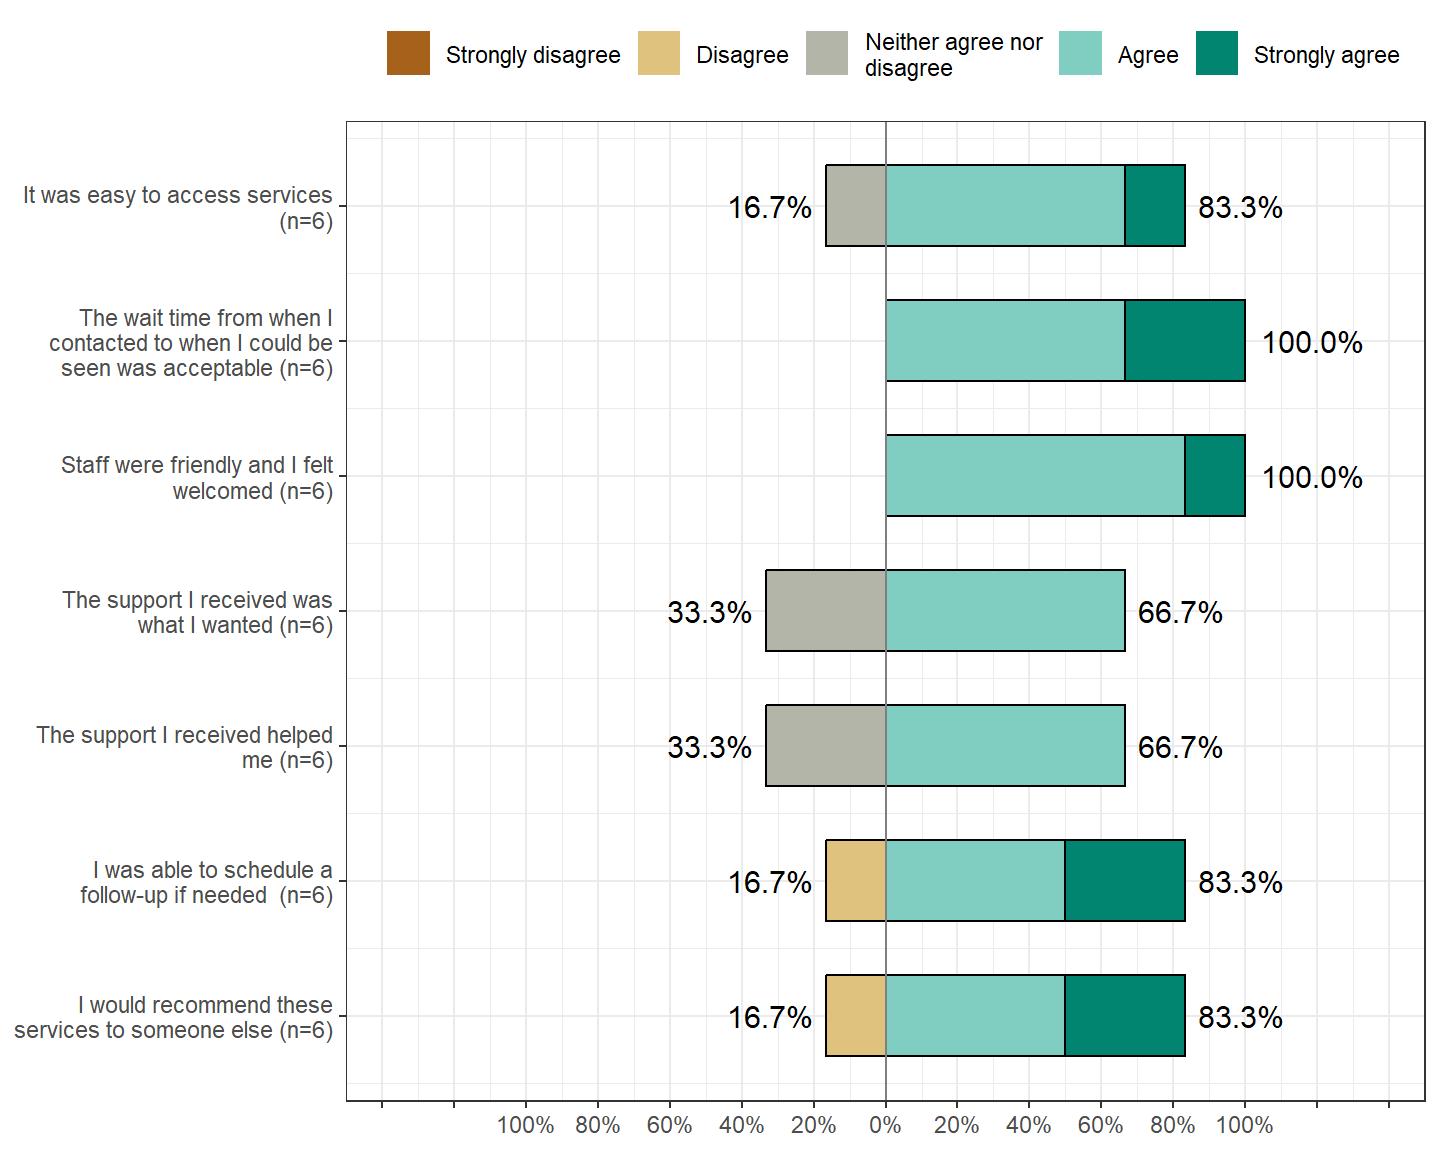 Strongly disagree
Disagree
Neither agree nor
disagree
Agree
Strongly agree
It was easy to access services
(n=6)
16.7%
83.3%
The wait time from when I
contacted to when I could be
seen was acceptable (n=6)
100.0%
Staff were friendly and I felt
welcomed (n=6)
100.0%
The support I received was
what I wanted (n=6)
33.3%
66.7%
The support I received helped
me (n=6)
33.3%
66.7%
I was able to schedule a
follow-up if needed  (n=6)
16.7%
83.3%
I would recommend these
services to someone else (n=6)
16.7%
83.3%
100% 80% 60% 40% 20% 0% 20% 40% 60% 80% 100%